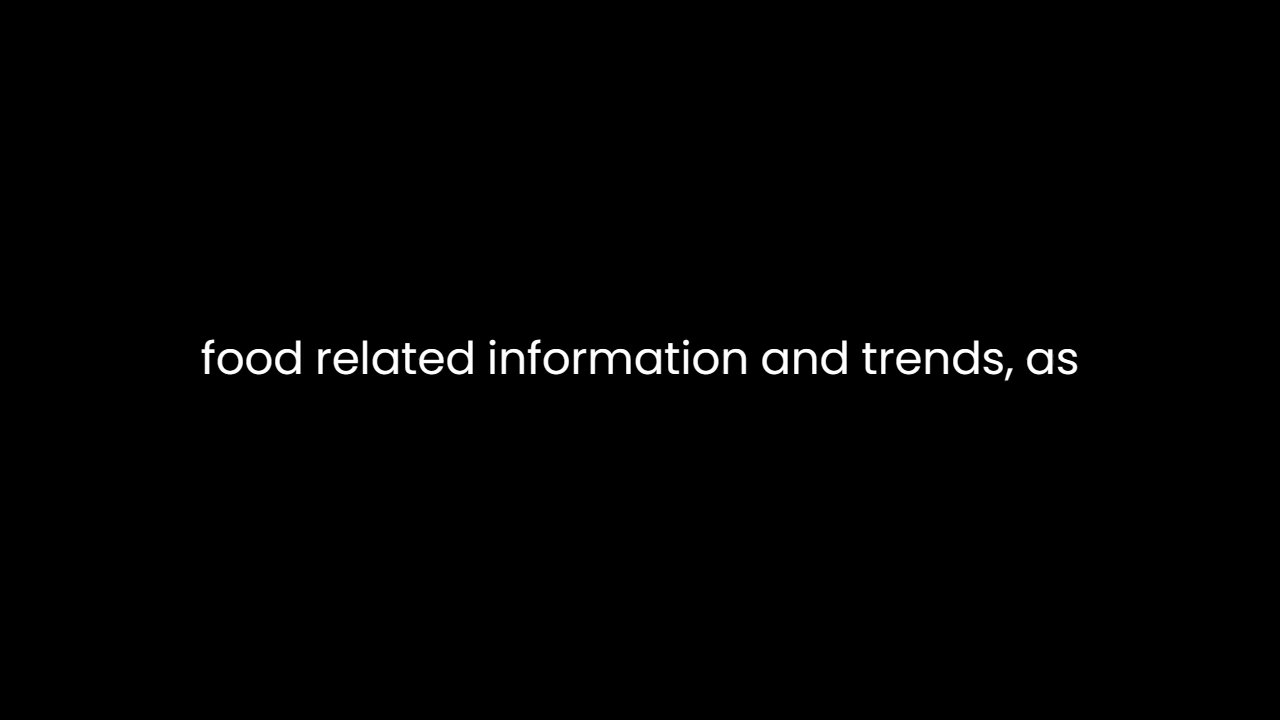 food related information and trends, as